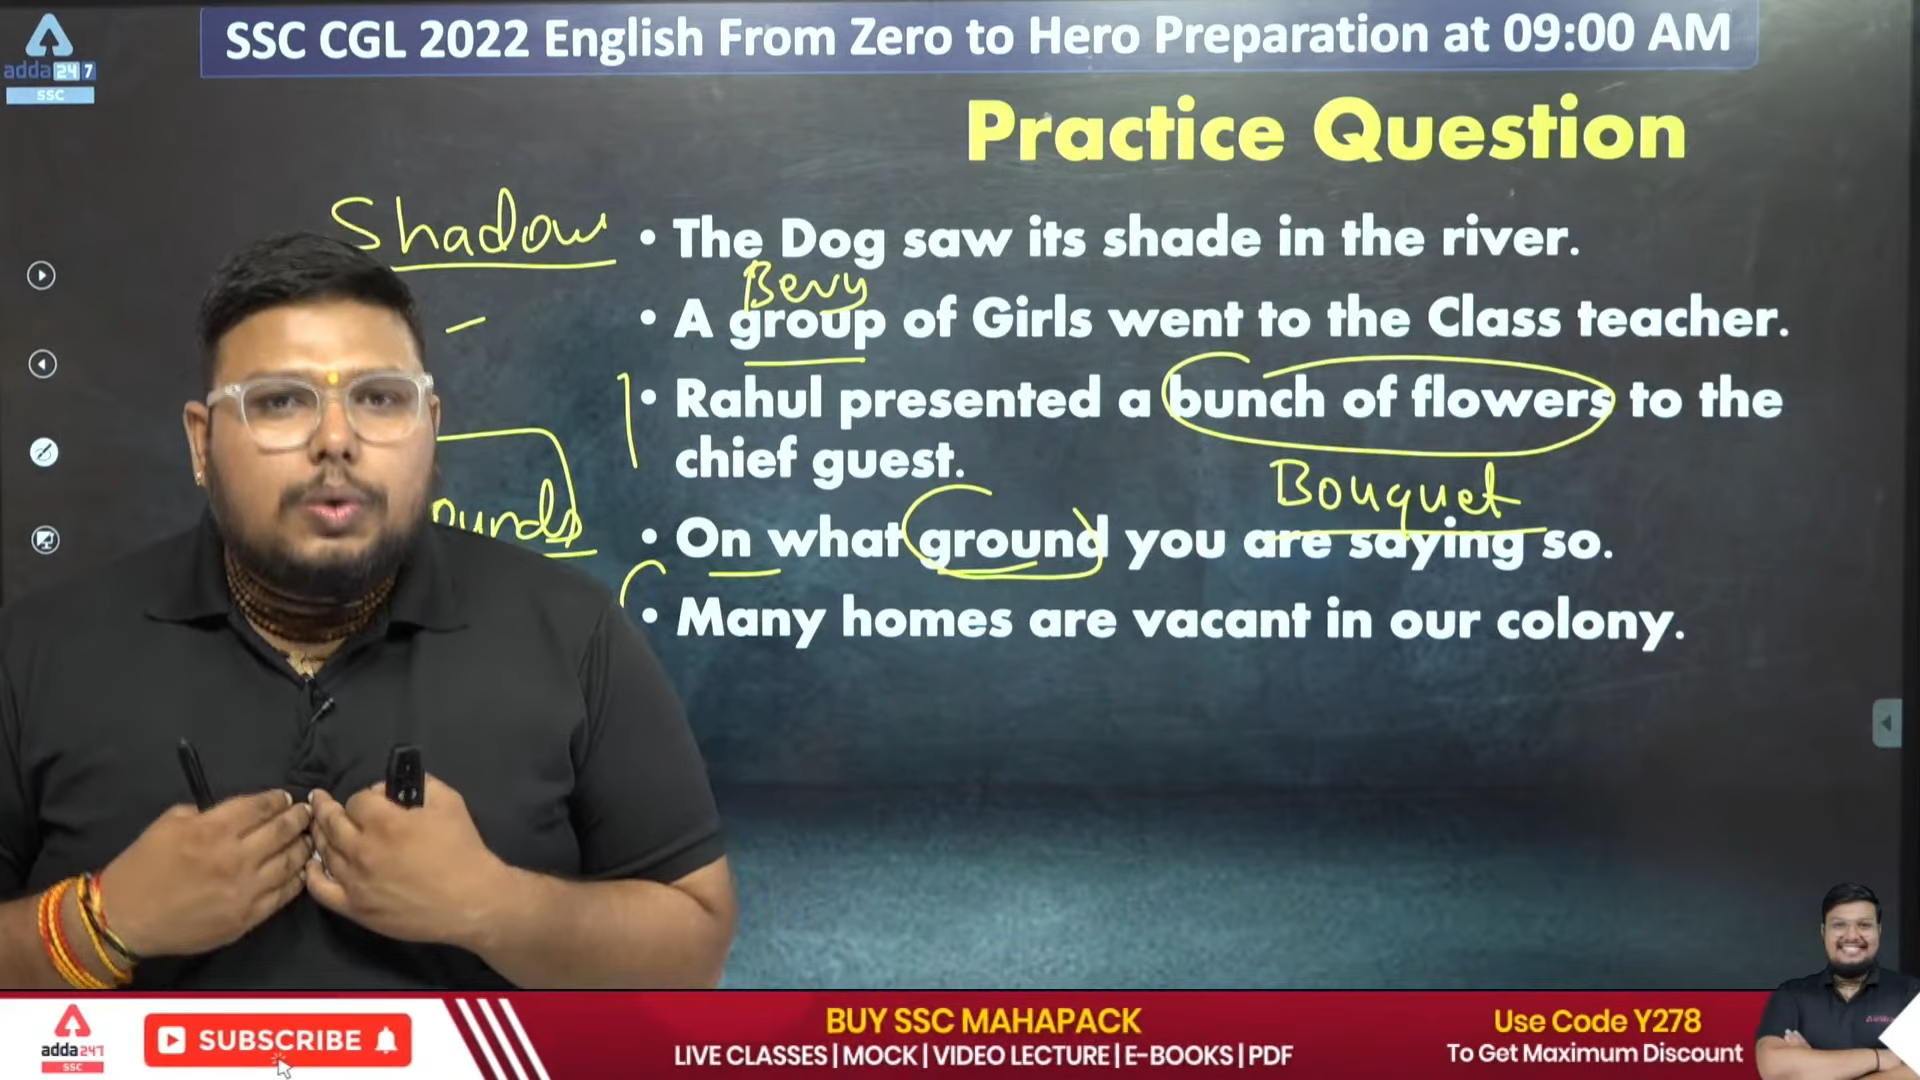 SSC CGL 2022 English From Zero to Hero Preparation at 09:00 AM
adda247
SSC
Practice Question
Shadow
• The Dog saw its shade in the river.
Bevy
• A group of Girls went to the Class teacher.
• Rahul presented a bunch of flowers to the
chief guest.
Bouquet
• On what ground you are saying so.
• Many homes are vacant in our colony.
adda247
SSC
SUBSCRIBE
BUY SSC MAHAPACK
LIVE CLASSES | MOCK | VIDEO LECTURE | E-BOOKS | PDF
Use Code Y278
To Get Maximum Discount